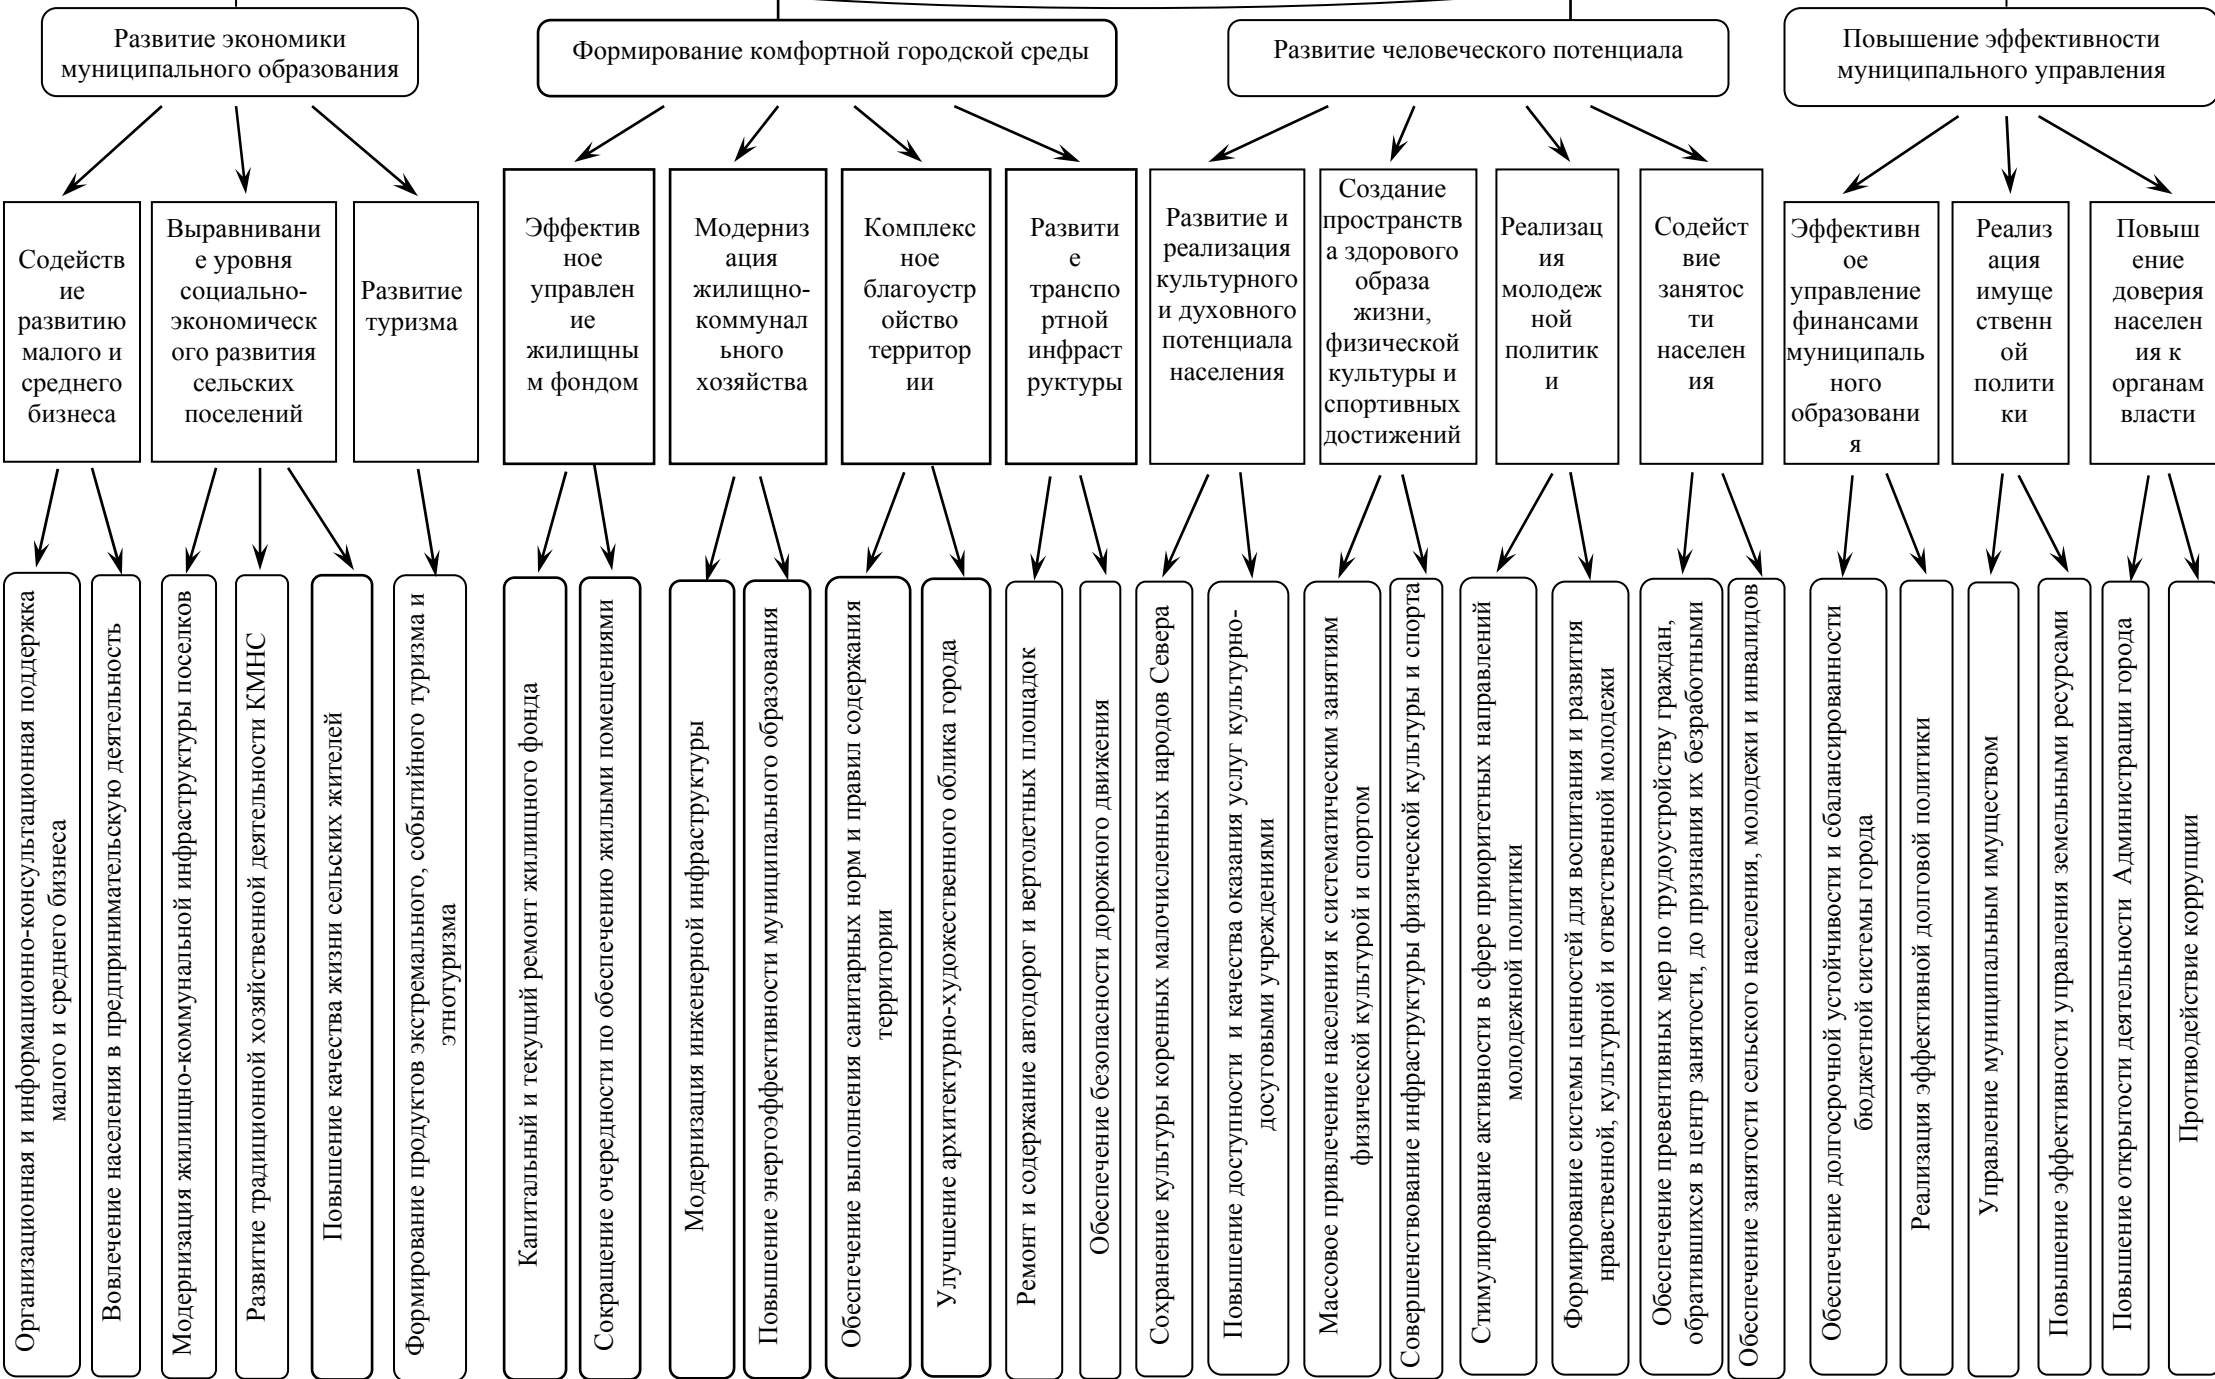 Развитие экономики
муниципального образования
Формирование комфортной городской среды
Развитие человеческого потенциала
Повышение эффективности
муниципального управления
Содейств
ие
развитию
малого и
среднего
бизнеса
Выравнивани
е уровня
социально-
экономическ
ого развития
сельских
поселений
Развитие
туризма
Эффектив
ное
управлен
ие
жилищны
м фондом
Модерниз
ация
жилищно-
коммунал
ьного
хозяйства
Комплекс
ное
благоустр
ойство
территор
ии
Развити
е
транспо
ртной
инфраст
руктуры
Развитие и
реализация
культурного
и духовного
потенциала
населения
Создание
пространств
а здорового
образа
жизни,
физической
культуры и
спортивных
достижений
Реализац
ия
молодеж
ной
политик
и
Содейст
вие
занятос
ти
населен
ия
Эффективн
ое
управление
финансами
муниципаль
ного
образовани
я
Реализ
ация
имуще
ственн
ой
полити
ки
Повыш
ение
доверия
населен
ия к
органам
власти
Организационная и информационно-консультационная поддержка
малого и среднего бизнеса
Вовлечение населения в предпринимательскую деятельность
Модернизация жилищно-коммунальной инфраструктуры поселков
Развитие традиционной хозяйственной деятельности КМНС
Повышение качества жизни сельских жителей
Формирование продуктов экстремального, событийного туризма и
этнотуризма
Капитальный и текущий ремонт жилищного фонда
Сокращение очередности по обеспечению жилыми помещениями
Модернизация инженерной инфраструктуры
Повышение энергоэффективности муниципального образования
Обеспечение выполнения санитарных норм и правил содержания
территории
Улучшение архитектурно-художественного облика города
Ремонт и содержание автодорог и вертолетных площадок
Обеспечение безопасности дорожного движения
Сохранение культуры коренных малочисленных народов Севера
Повышение доступности и качества оказания услуг культурно-
досуговыми учреждениями
Массовое привлечение населения к систематическим занятиям
физической культурой и спортом
Совершенствование инфраструктуры физической культуры и спорта
Стимулирование активности в сфере приоритетных направлений
молодежной политики
Формирование системы ценностей для воспитания и развития
нравственной, культурной и ответственной молодежи
Обеспечение превентивных мер по трудоустройству граждан,
обратившихся в центр занятости, до признания их безработными
Обеспечение занятости сельского населения, молодежи и инвалидов
Обеспечение долгосрочной устойчивости и сбалансированности
бюджетной системы города
Реализация эффективной долговой политики
Управление муниципальным имуществом
Повышение эффективности управления земельными ресурсами
Повышение открытости деятельности Администрации города
Противодействие коррупции